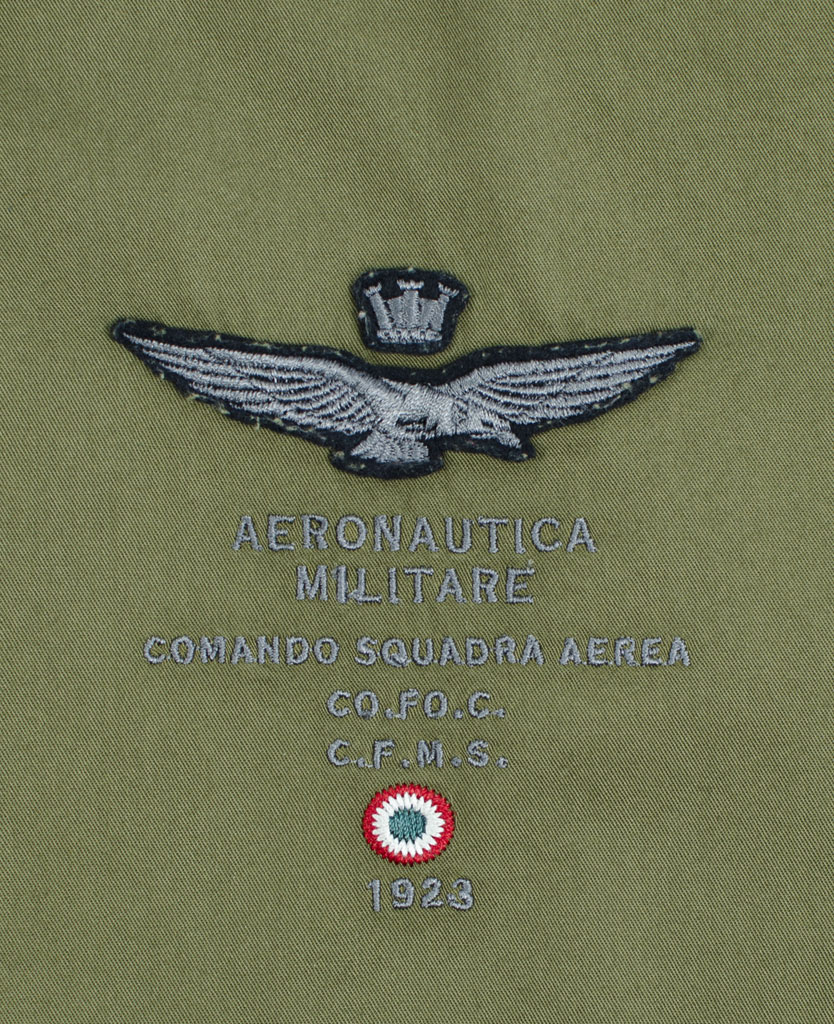 AERONAUTICA
MILITARE
COMANDO SQUADRA AEREA
CO.FO.C.
C.F.M.S.
1923